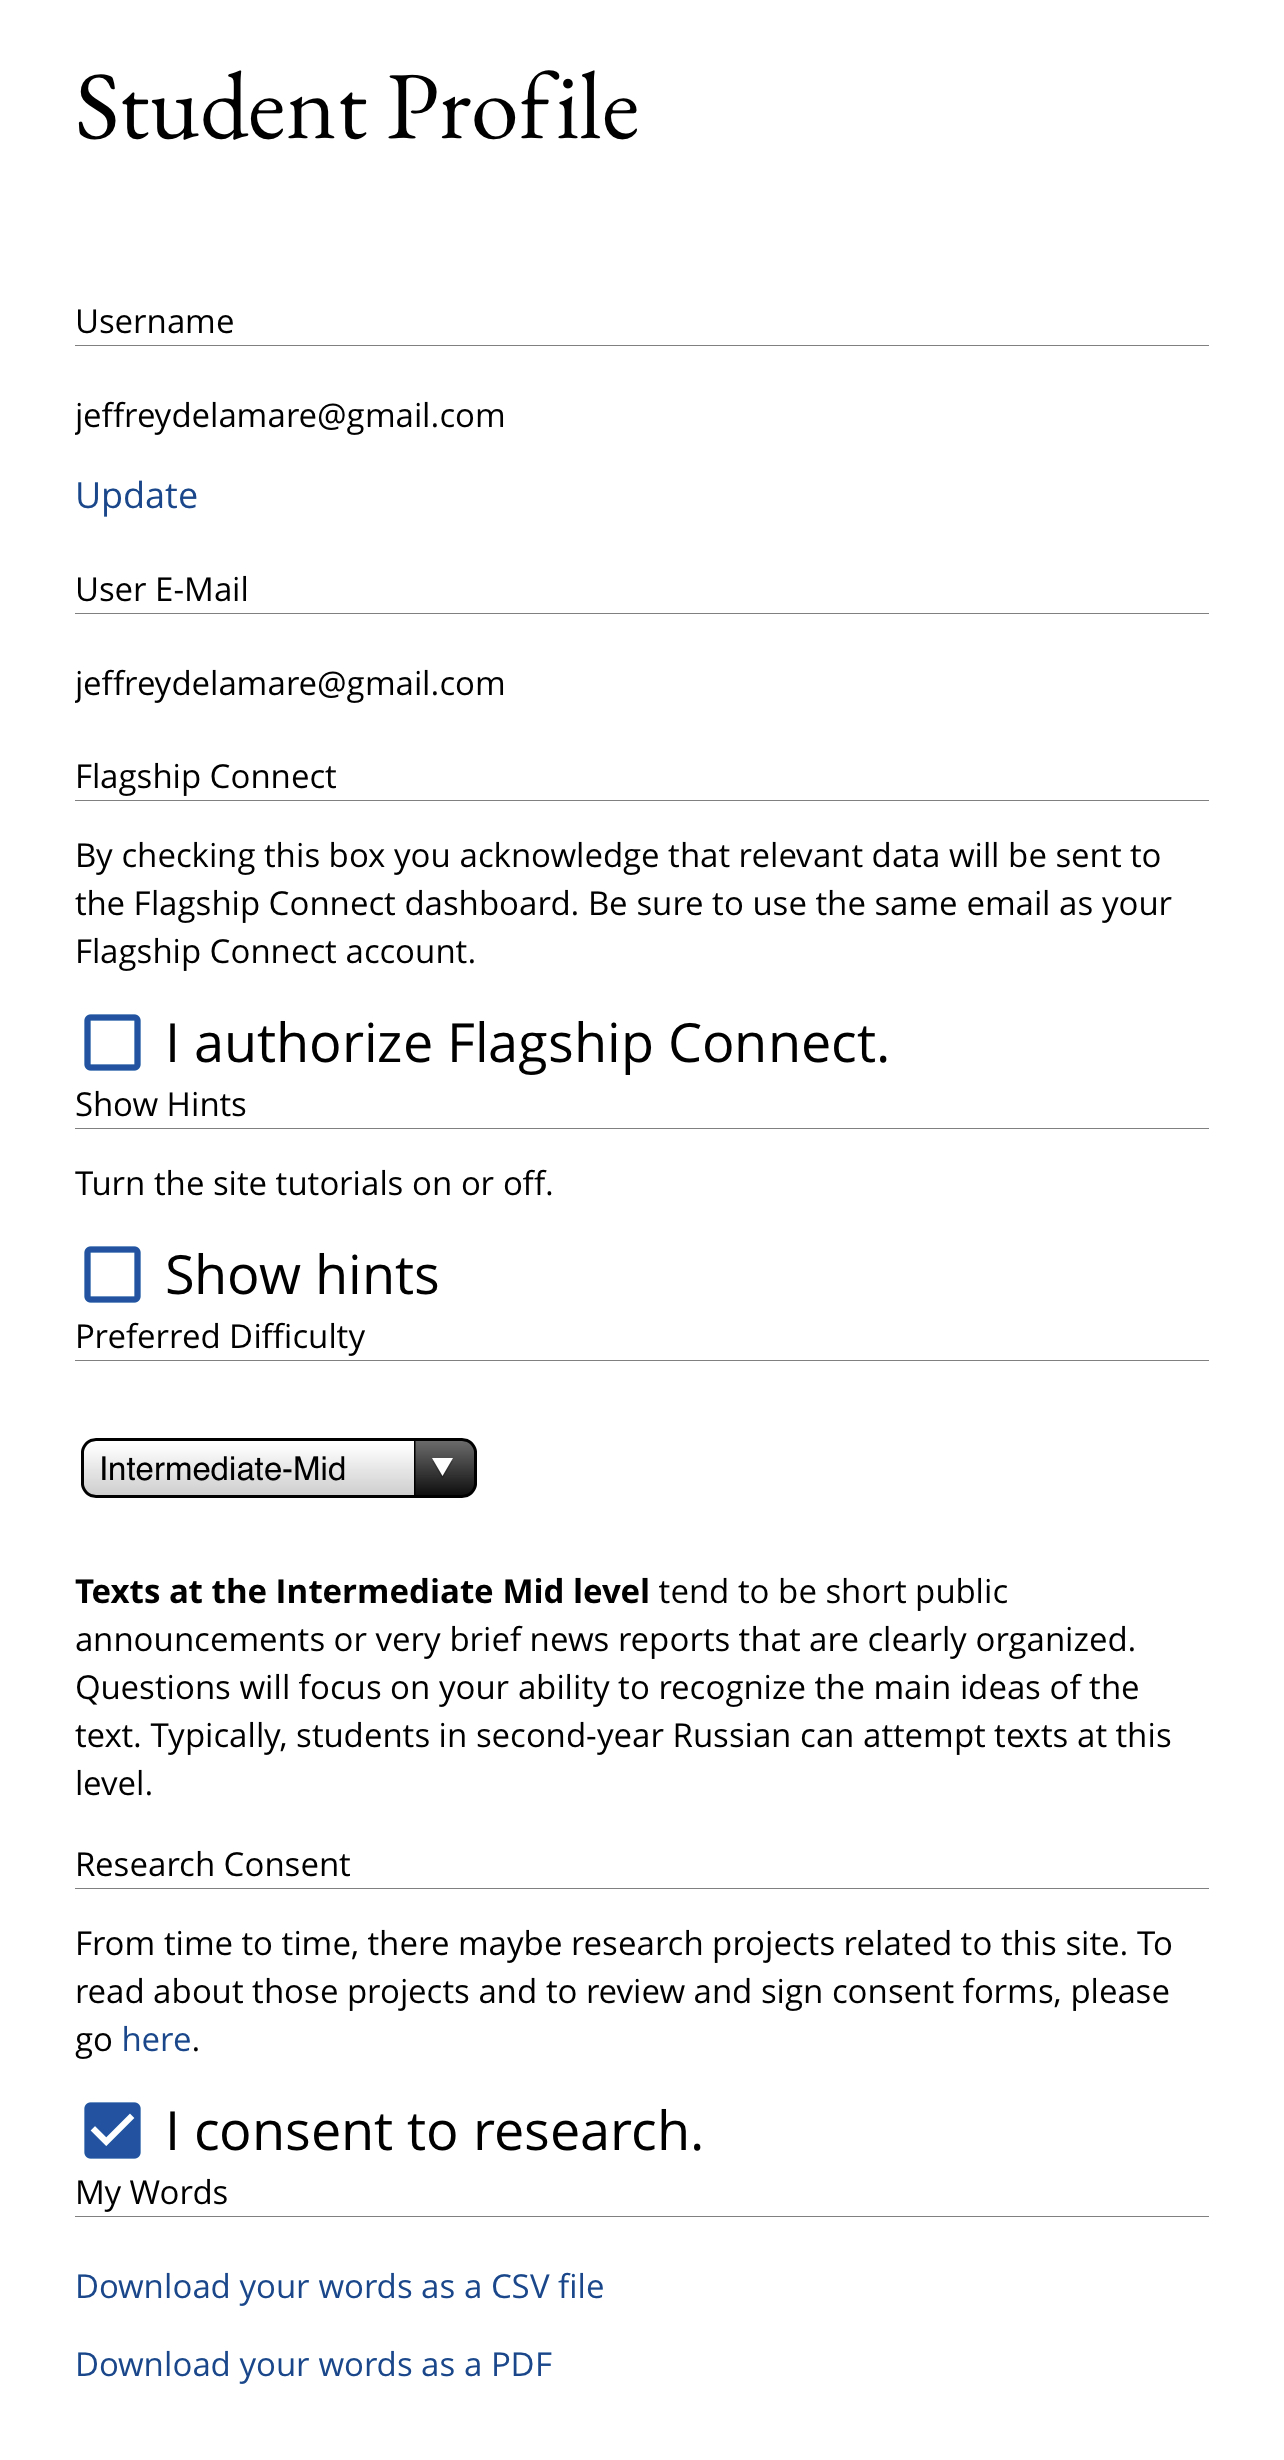 Student Profile
Username
jeffreydelamare@gmail.com
Update
User E-Mail
jeffreydelamare@gmail.com
Flagship Connect
By checking this box you acknowledge that relevant data will be sent to
the Flagship Connect dashboard. Be sure to use the same email as your
Flagship Connect account.
I authorize Flagship Connect.
Show Hints
Turn the site tutorials on or off.
Show hints
Preferred Difficulty
Intermediate-Mid
Texts at the Intermediate Mid level tend to be short public
announcements or very brief news reports that are clearly organized.
Questions will focus on your ability to recognize the main ideas of the
text. Typically, students in second-year Russian can attempt texts at this
level.
Research Consent
From time to time, there maybe research projects related to this site. To
read about those projects and to review and sign consent forms, please
go here.
I consent to research.
My Words
Download your words as a CSV file
Download your words as a PDF